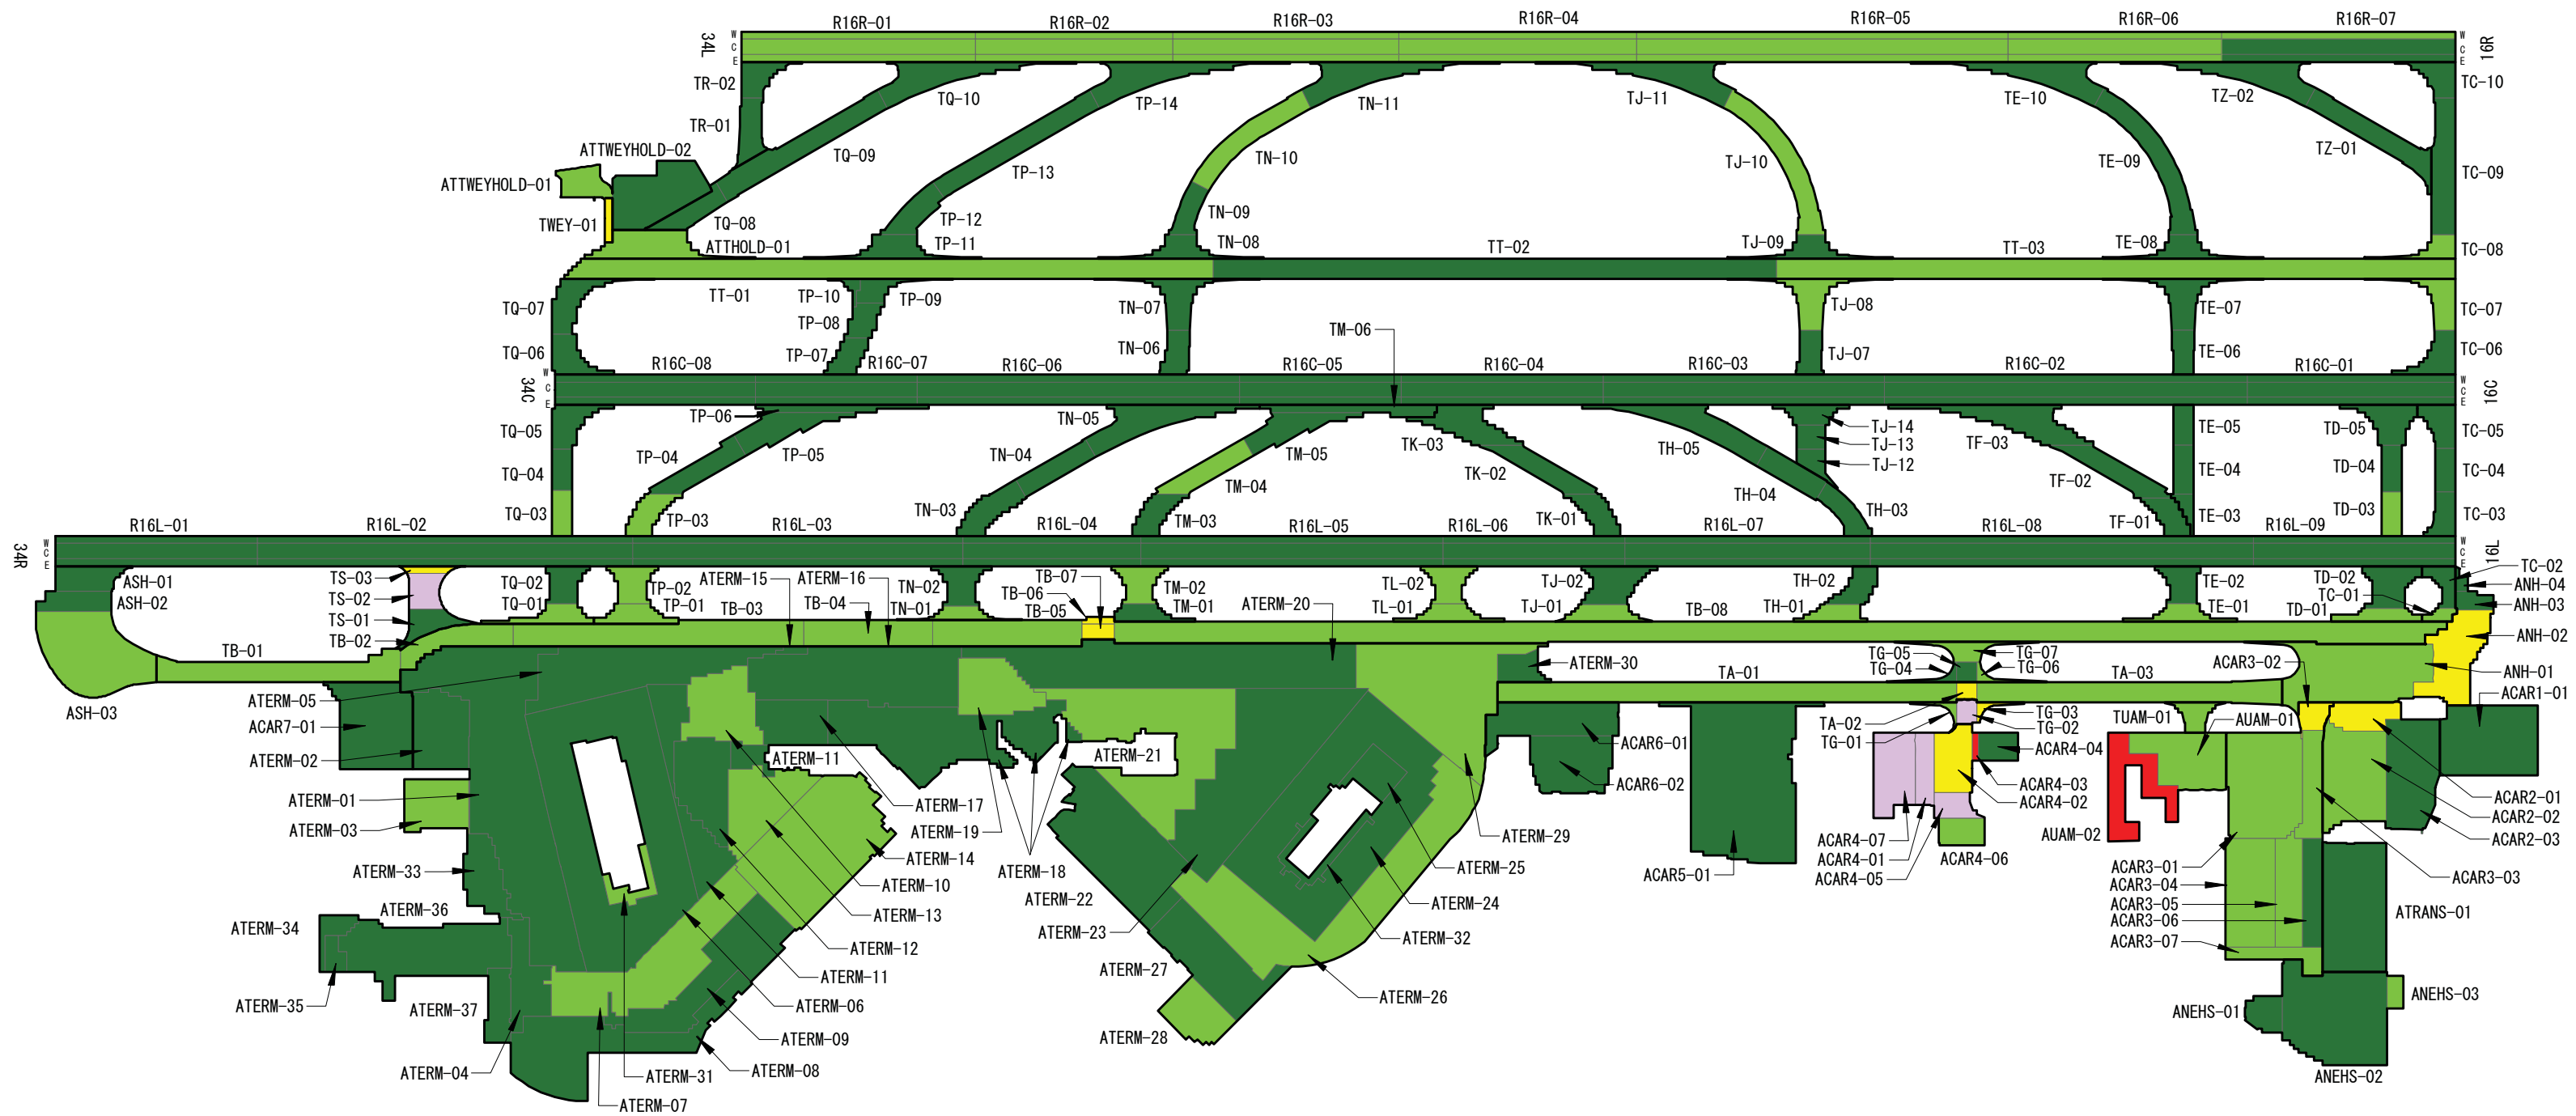 R16R-01 R16R-02 R16R-03 R16R-04 R16R-05 R16R-06 R16R-07
34L W C E W C E 16R
TR-02 TQ-10 TP-14 TN-11 TJ-11 TE-10 TZ-02 TC-10
TR-01
ATTWEYHOLD-02 TQ-09 TP-13 TN-10 TJ-10 TE-09 TZ-01 TC-09
ATTWEYHOLD-01
TWEY-01 TQ-08 TP-12 TN-09
ATTHOLD-01 TP-11 TN-08 TT-02 TJ-09 TT-03 TE-08 TC-08
TQ-07 TT-01 TP-10 TP-09 TN-07 TJ-08 TE-07 TC-07
TP-08 TM-06
TQ-06 TP-07 TN-06 TJ-07 TE-06 TC-06
R16C-08 R16C-07 R16C-06 R16C-05 R16C-04 R16C-03 R16C-02 R16C-01
34C W C E W C E 16C
TQ-05 TP-06 TN-05 TK-03 TH-05 TJ-14 TF-03 TE-05 TD-05 TC-05
TJ-13
TQ-04 TP-04 TP-05 TN-04 TM-05 TK-02 TJ-12 TE-04 TD-04 TC-04
TM-04 TH-04 TF-02
TQ-03 TP-03 TN-03 TM-03 TK-01 TH-03 TF-01 TE-03 TD-03 TC-03
R16L-01 R16L-02 R16L-03 R16L-04 R16L-05 R16L-06 R16L-07 R16L-08 R16L-09
34R W C E W C E 16L
ASH-01 TS-03 TQ-02 TP-02 ATERM-15 ATERM-16 TN-02 TB-07 TM-02 TL-02 TJ-02 TH-02 TE-02 TD-02 TC-02
ASH-02 TS-02 TB-06 TC-01 ANH-04
TQ-01 TP-01 TB-03 TB-04 TN-01 TB-05 TM-01 ATERM-20 TL-01 TJ-01 TB-08 TH-01 TE-01 TD-01 ANH-03
TS-01
TB-02 ANH-02
TB-01 ATERM-30 TG-05 TG-07 ACAR3-02
TG-04 TG-06 TA-01 TA-03 ANH-01
ATERM-05 ACAR1-01
ASH-03 ACAR7-01 TA-02 TG-03 TUAM-01 AUAM-01
TG-02
ATERM-02 ATERM-11 ATERM-21 ACAR6-01 TG-01 ACAR4-04
ATERM-01 ATERM-17 ACAR6-02 ACAR4-03 ACAR2-01
ACAR4-02 ACAR2-02
ATERM-03 ATERM-19 ATERM-29 ACAR4-07 AUAM-02 ACAR2-03
ATERM-14 ACAR4-01 ACAR4-06
ATERM-33 ATERM-18 ATERM-25 ACAR5-01 ACAR4-05 ACAR3-01 ACAR3-03
ATERM-10 ACAR3-04
ATERM-36 ATERM-13 ATERM-22 ATERM-24 ACAR3-05 ATRANS-01
ATERM-34 ATERM-23 ATERM-32 ACAR3-06
ATERM-12 ACAR3-07
ATERM-11 ATERM-27
ATERM-35 ATERM-37 ATERM-06 ATERM-26 ANEHS-01 ANEHS-03
ATERM-09 ATERM-28
ATERM-04 ATERM-31 ATERM-08 ANEHS-02
ATERM-07